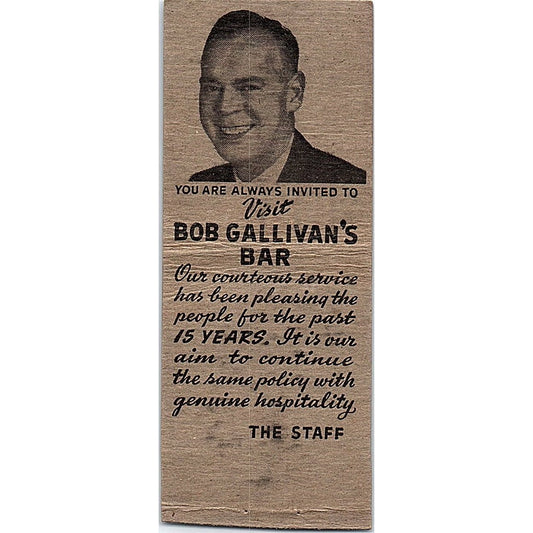 YOU ARE ALWAYS INVITED TO
Visit
BOB GALLIVAN'S
BAR
Our courteous service
has been pleasing the
people for the past
15 YEARS. It is our
aim to continue
the same policy with
genuine hospitality
THE STAFF